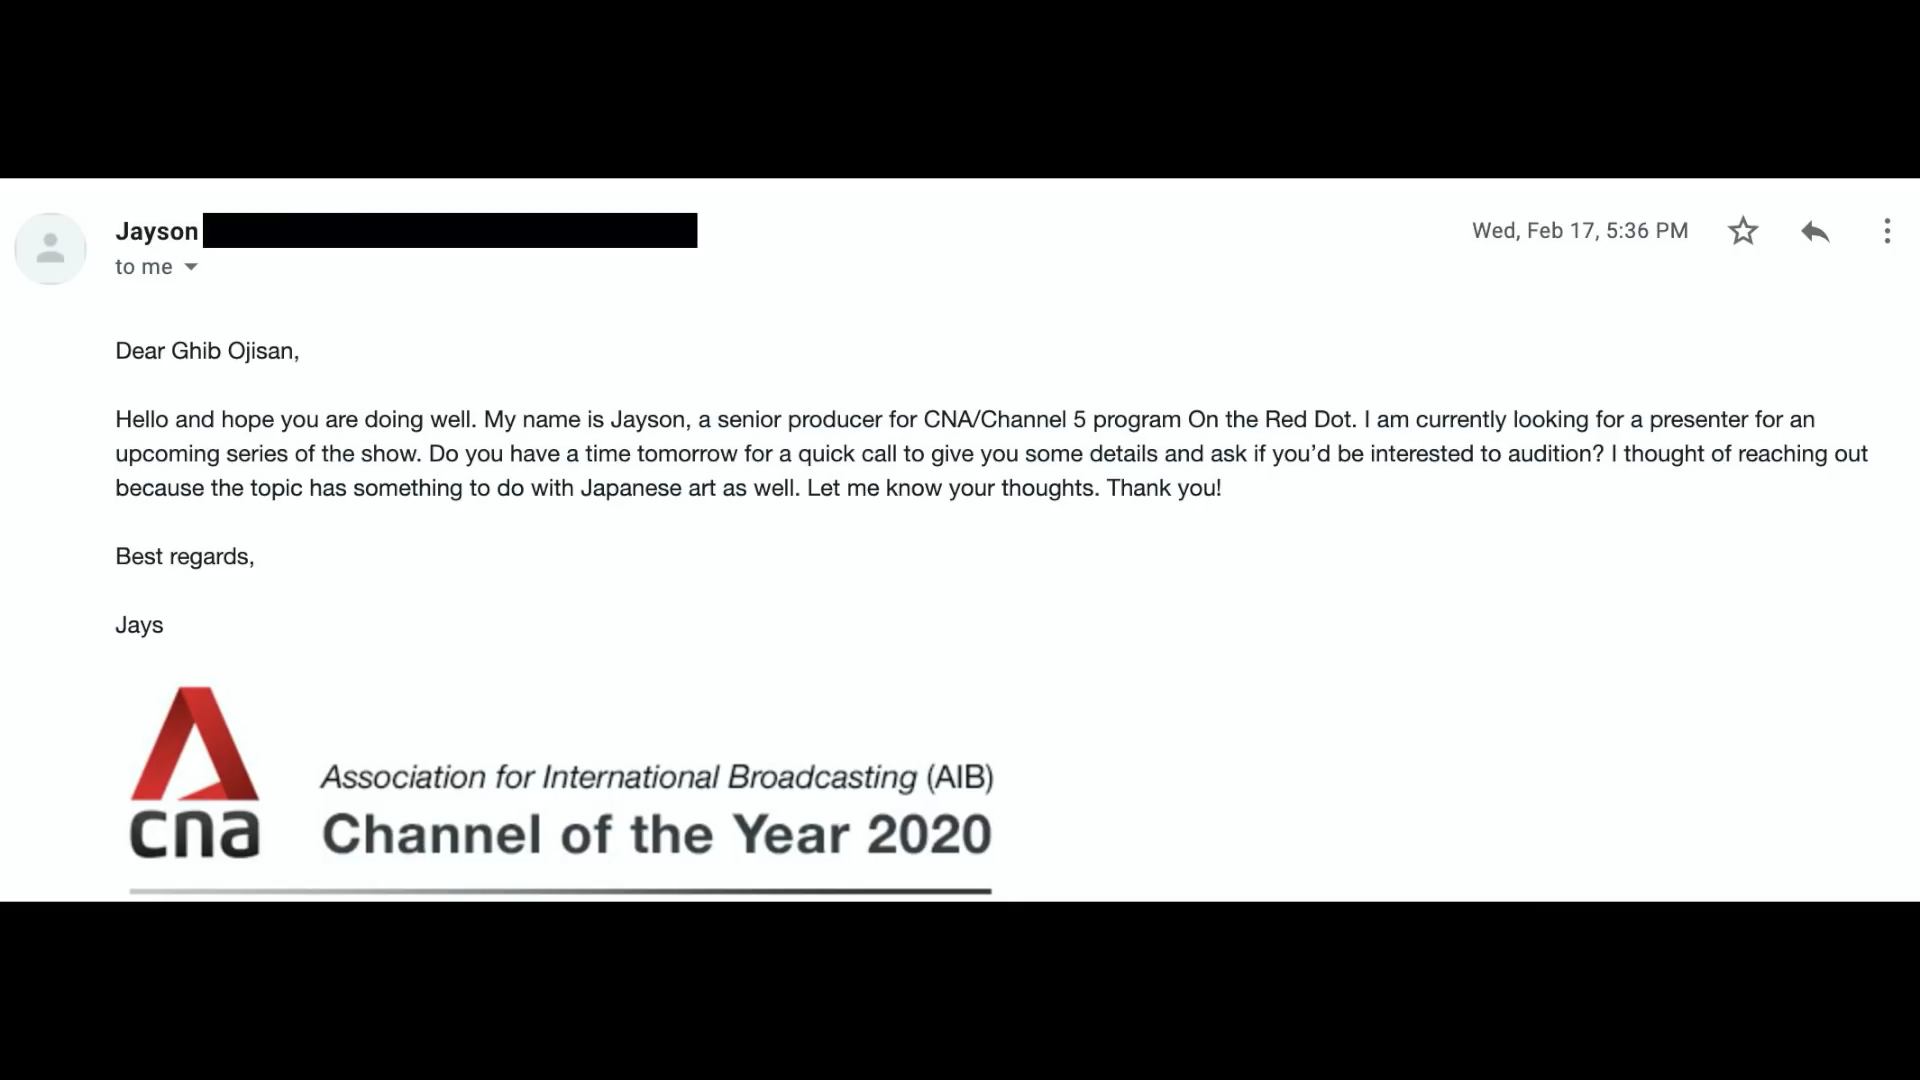 Jayson
Wed, Feb 17, 5:36 PM
to me
Dear Ghib Ojisan,
Hello and hope you are doing well. My name is Jayson, a senior producer for CNA/Channel 5 program On the Red Dot. I am currently looking for a presenter for an
upcoming series of the show. Do you have a time tomorrow for a quick call to give you some details and ask if you’d be interested to audition? I thought of reaching out
because the topic has something to do with Japanese art as well. Let me know your thoughts. Thank you!
Best regards,
Jays
cna
Association for International Broadcasting (AIB)
Channel of the Year 2020